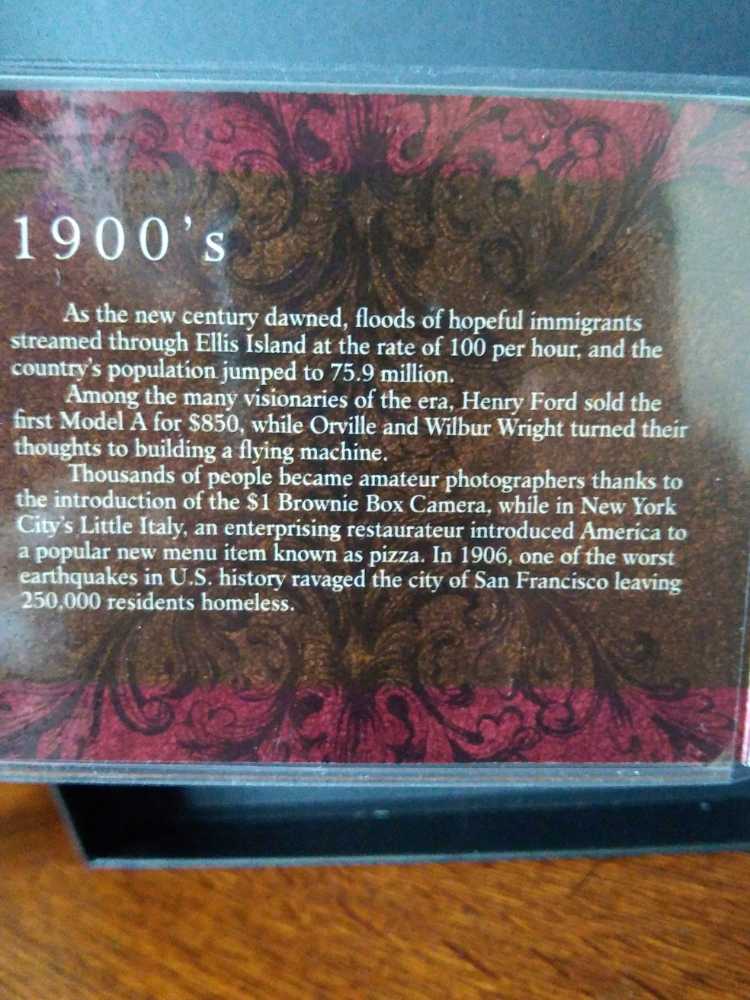 1900's
As the new century dawned, floods of hopeful immigrants
streamed through Ellis Island at the rate of 100 per hour, and the
country's population jumped to 75.9 million.
Among the many visionaries of the era, Henry Ford sold the
first Model A for $850, while Orville and Wilbur Wright turned their
thoughts to building a flying machine.
Thousands of people became amateur photographers thanks to
the introduction of the $1 Brownie Box Camera, while in New York
City's Little Italy, an enterprising restaurateur introduced America to
a popular new menu item known as pizza. In 1906, one of the worst
earthquakes in U.S. history ravaged the city of San Francisco leaving
250,000 residents homeless.